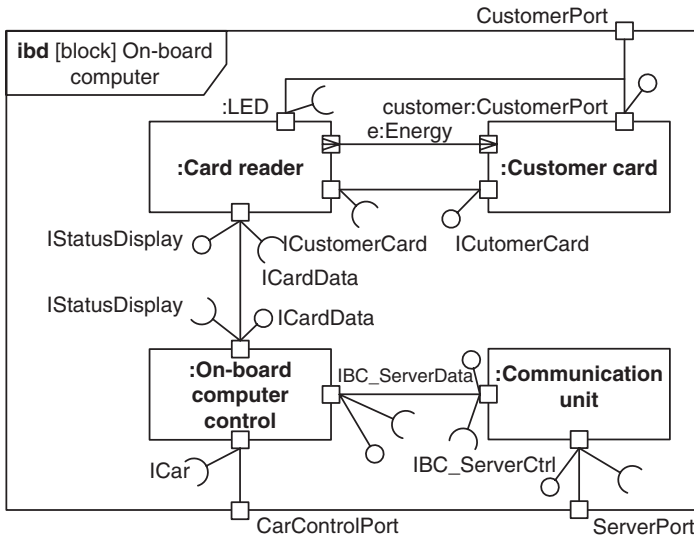 CustomerPort
ibd [block] On-board
computer
:LED
customer:CustomerPort
e:Energy
:Card reader
:Customer card
IStatusDisplay
ICustomerCard
ICutomerCard
ICardData
IStatusDisplay
ICardData
:On-board
computer
control
IBC_ServerData
:Communication
unit
ICar
IBC_ServerCtrl
CarControlPort
ServerPort